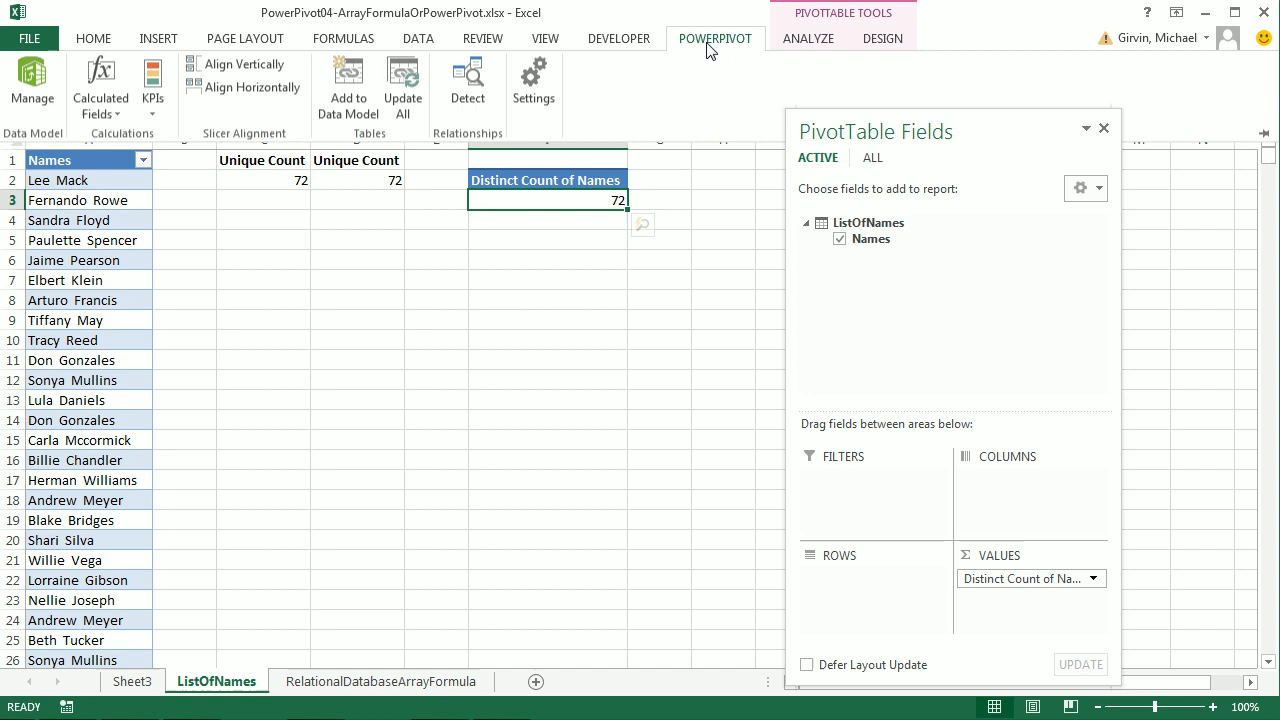 PowerPivot04-ArrayFormulaOrPowerPivot.xlsx - Excel
PIVOTTABLE TOOLS
?
FILE HOME INSERT PAGE LAYOUT FORMULAS DATA REVIEW VIEW DEVELOPER POWERPIVOT ANALYZE DESIGN Girvin, Michael
Manage
Data Model
Calculated Fields
KPIs
Calculations
Align Vertically
Align Horizontally
Slicer Alignment
Add to Data Model
Update All
Tables
Detect
Relationships
Settings
1 Names Unique Count Unique Count
2 Lee Mack 72 72 Distinct Count of Names
3 Fernando Rowe 72
4 Sandra Floyd
5 Paulette Spencer
6 Jaime Pearson
7 Elbert Klein
8 Arturo Francis
9 Tiffany May
10 Tracy Reed
11 Don Gonzales
12 Sonya Mullins
13 Lula Daniels
14 Don Gonzales
15 Carla Mccormick
16 Billie Chandler
17 Herman Williams
18 Andrew Meyer
19 Blake Bridges
20 Shari Silva
21 Willie Vega
22 Lorraine Gibson
23 Nellie Joseph
24 Andrew Meyer
25 Beth Tucker
26 Sonya Mullins
PivotTable Fields
ACTIVE ALL
Choose fields to add to report:
ListOfNames
Names
Drag fields between areas below:
FILTERS
COLUMNS
ROWS
Σ VALUES
Distinct Count of Na...
Defer Layout Update
UPDATE
Sheet3 ListOfNames RelationalDatabaseArrayFormula
READY
100%